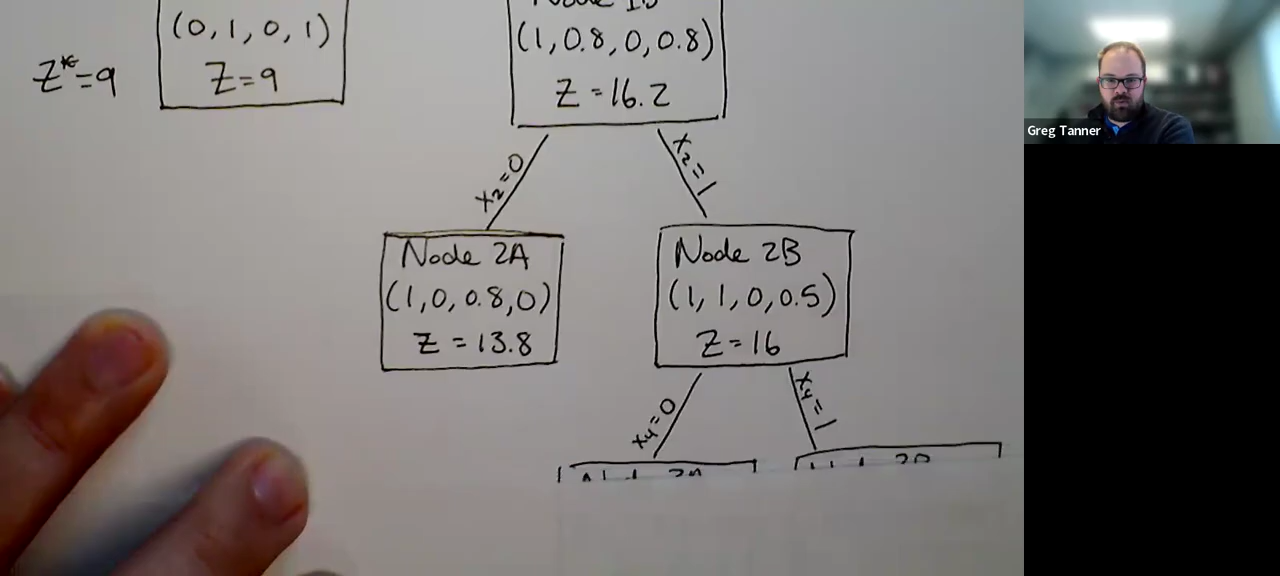 (0, 1, 0, 1)
Z = 9
Z* = 9
(1, 0.8, 0, 0.8)
Z = 16.2
Greg Tanner
X₂ = 0
X₂ = 1
Node 2A
(1, 0, 0.8, 0)
Z = 13.8
Node 2B
(1, 1, 0, 0.5)
Z = 16
X₄ = 0
X₄ = 1